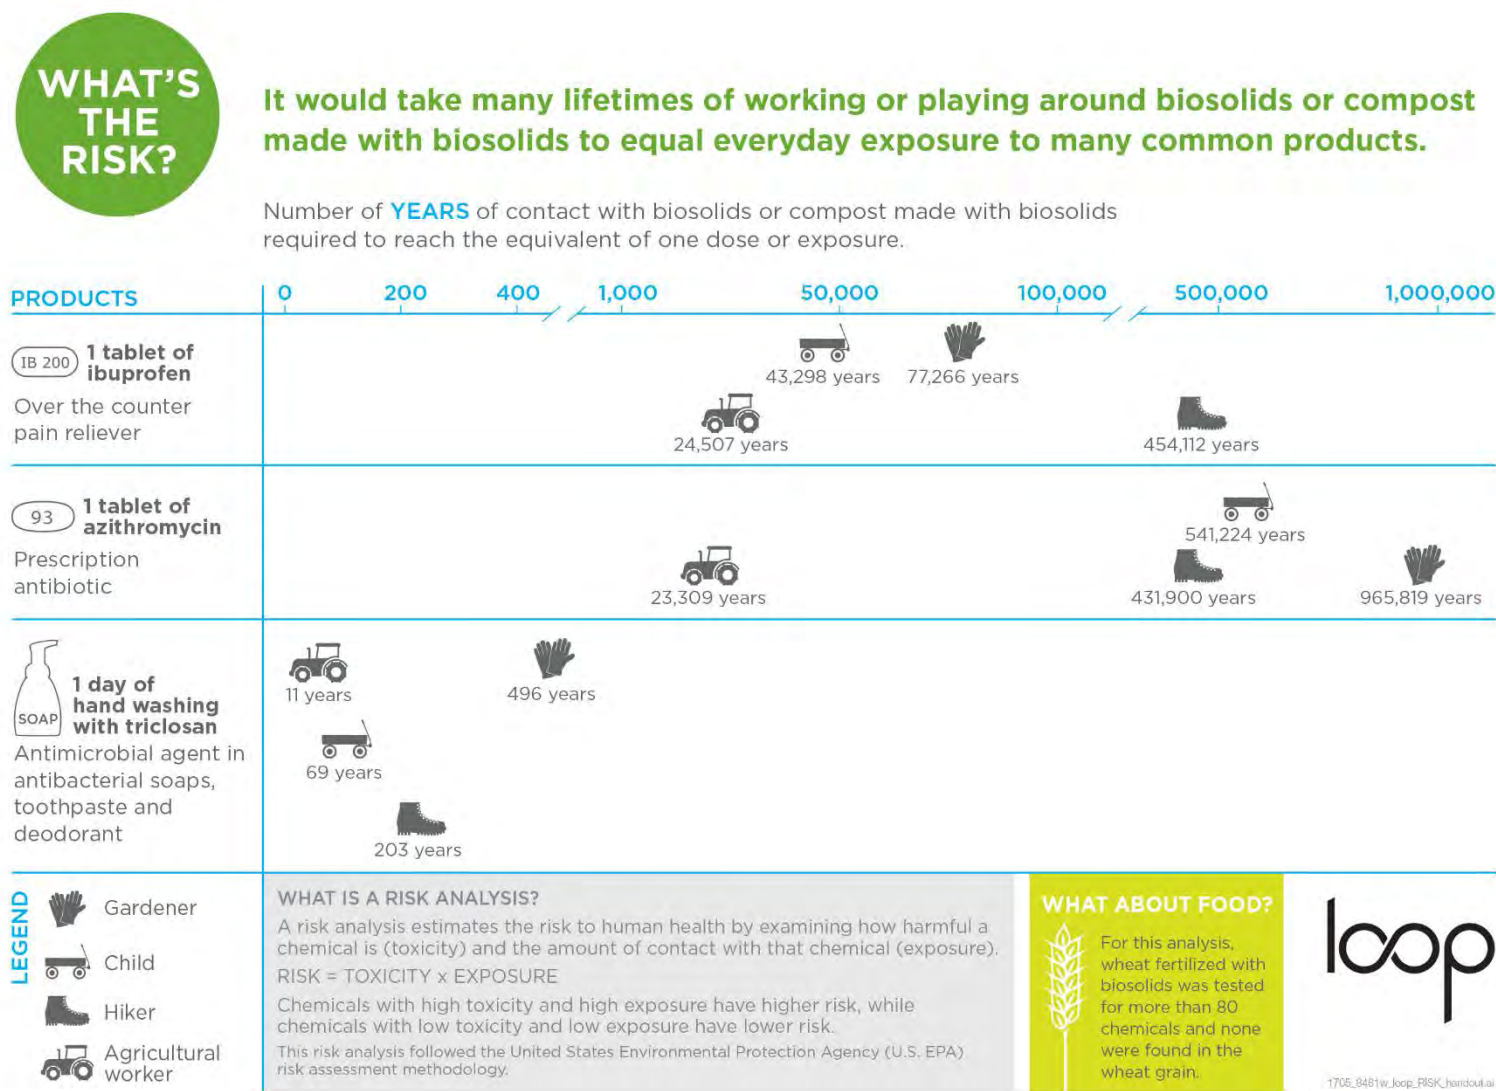 WHAT'S
THE
RISK?
It would take many lifetimes of working or playing around biosolids or compost
made with biosolids to equal everyday exposure to many common products.
Number of YEARS of contact with biosolids or compost made with biosolids
required to reach the equivalent of one dose or exposure.
PRODUCTS
0 200 400 1,000 50,000 100,000 500,000 1,000,000
IB 200
1 tablet of
ibuprofen
Over the counter
pain reliever
43,298 years 77,266 years
24,507 years 454,112 years
93
1 tablet of
azithromycin
Prescription
antibiotic
541,224 years
23,309 years 431,900 years 965,819 years
SOAP
1 day of
hand washing
with triclosan
Antimicrobial agent in
antibacterial soaps,
toothpaste and
deodorant
11 years 496 years
69 years
203 years
LEGEND
Gardener
Child
Hiker
Agricultural
worker
WHAT IS A RISK ANALYSIS?
A risk analysis estimates the risk to human health by examining how harmful a
chemical is (toxicity) and the amount of contact with that chemical (exposure).
RISK = TOXICITY x EXPOSURE
Chemicals with high toxicity and high exposure have higher risk, while
chemicals with low toxicity and low exposure have lower risk.
This risk analysis followed the United States Environmental Protection Agency (U.S. EPA)
risk assessment methodology.
WHAT ABOUT FOOD?
For this analysis,
wheat fertilized with
biosolids was tested
for more than 80
chemicals and none
were found in the
wheat grain.
loop
1705_8461w_loop_RISK_handout.ai